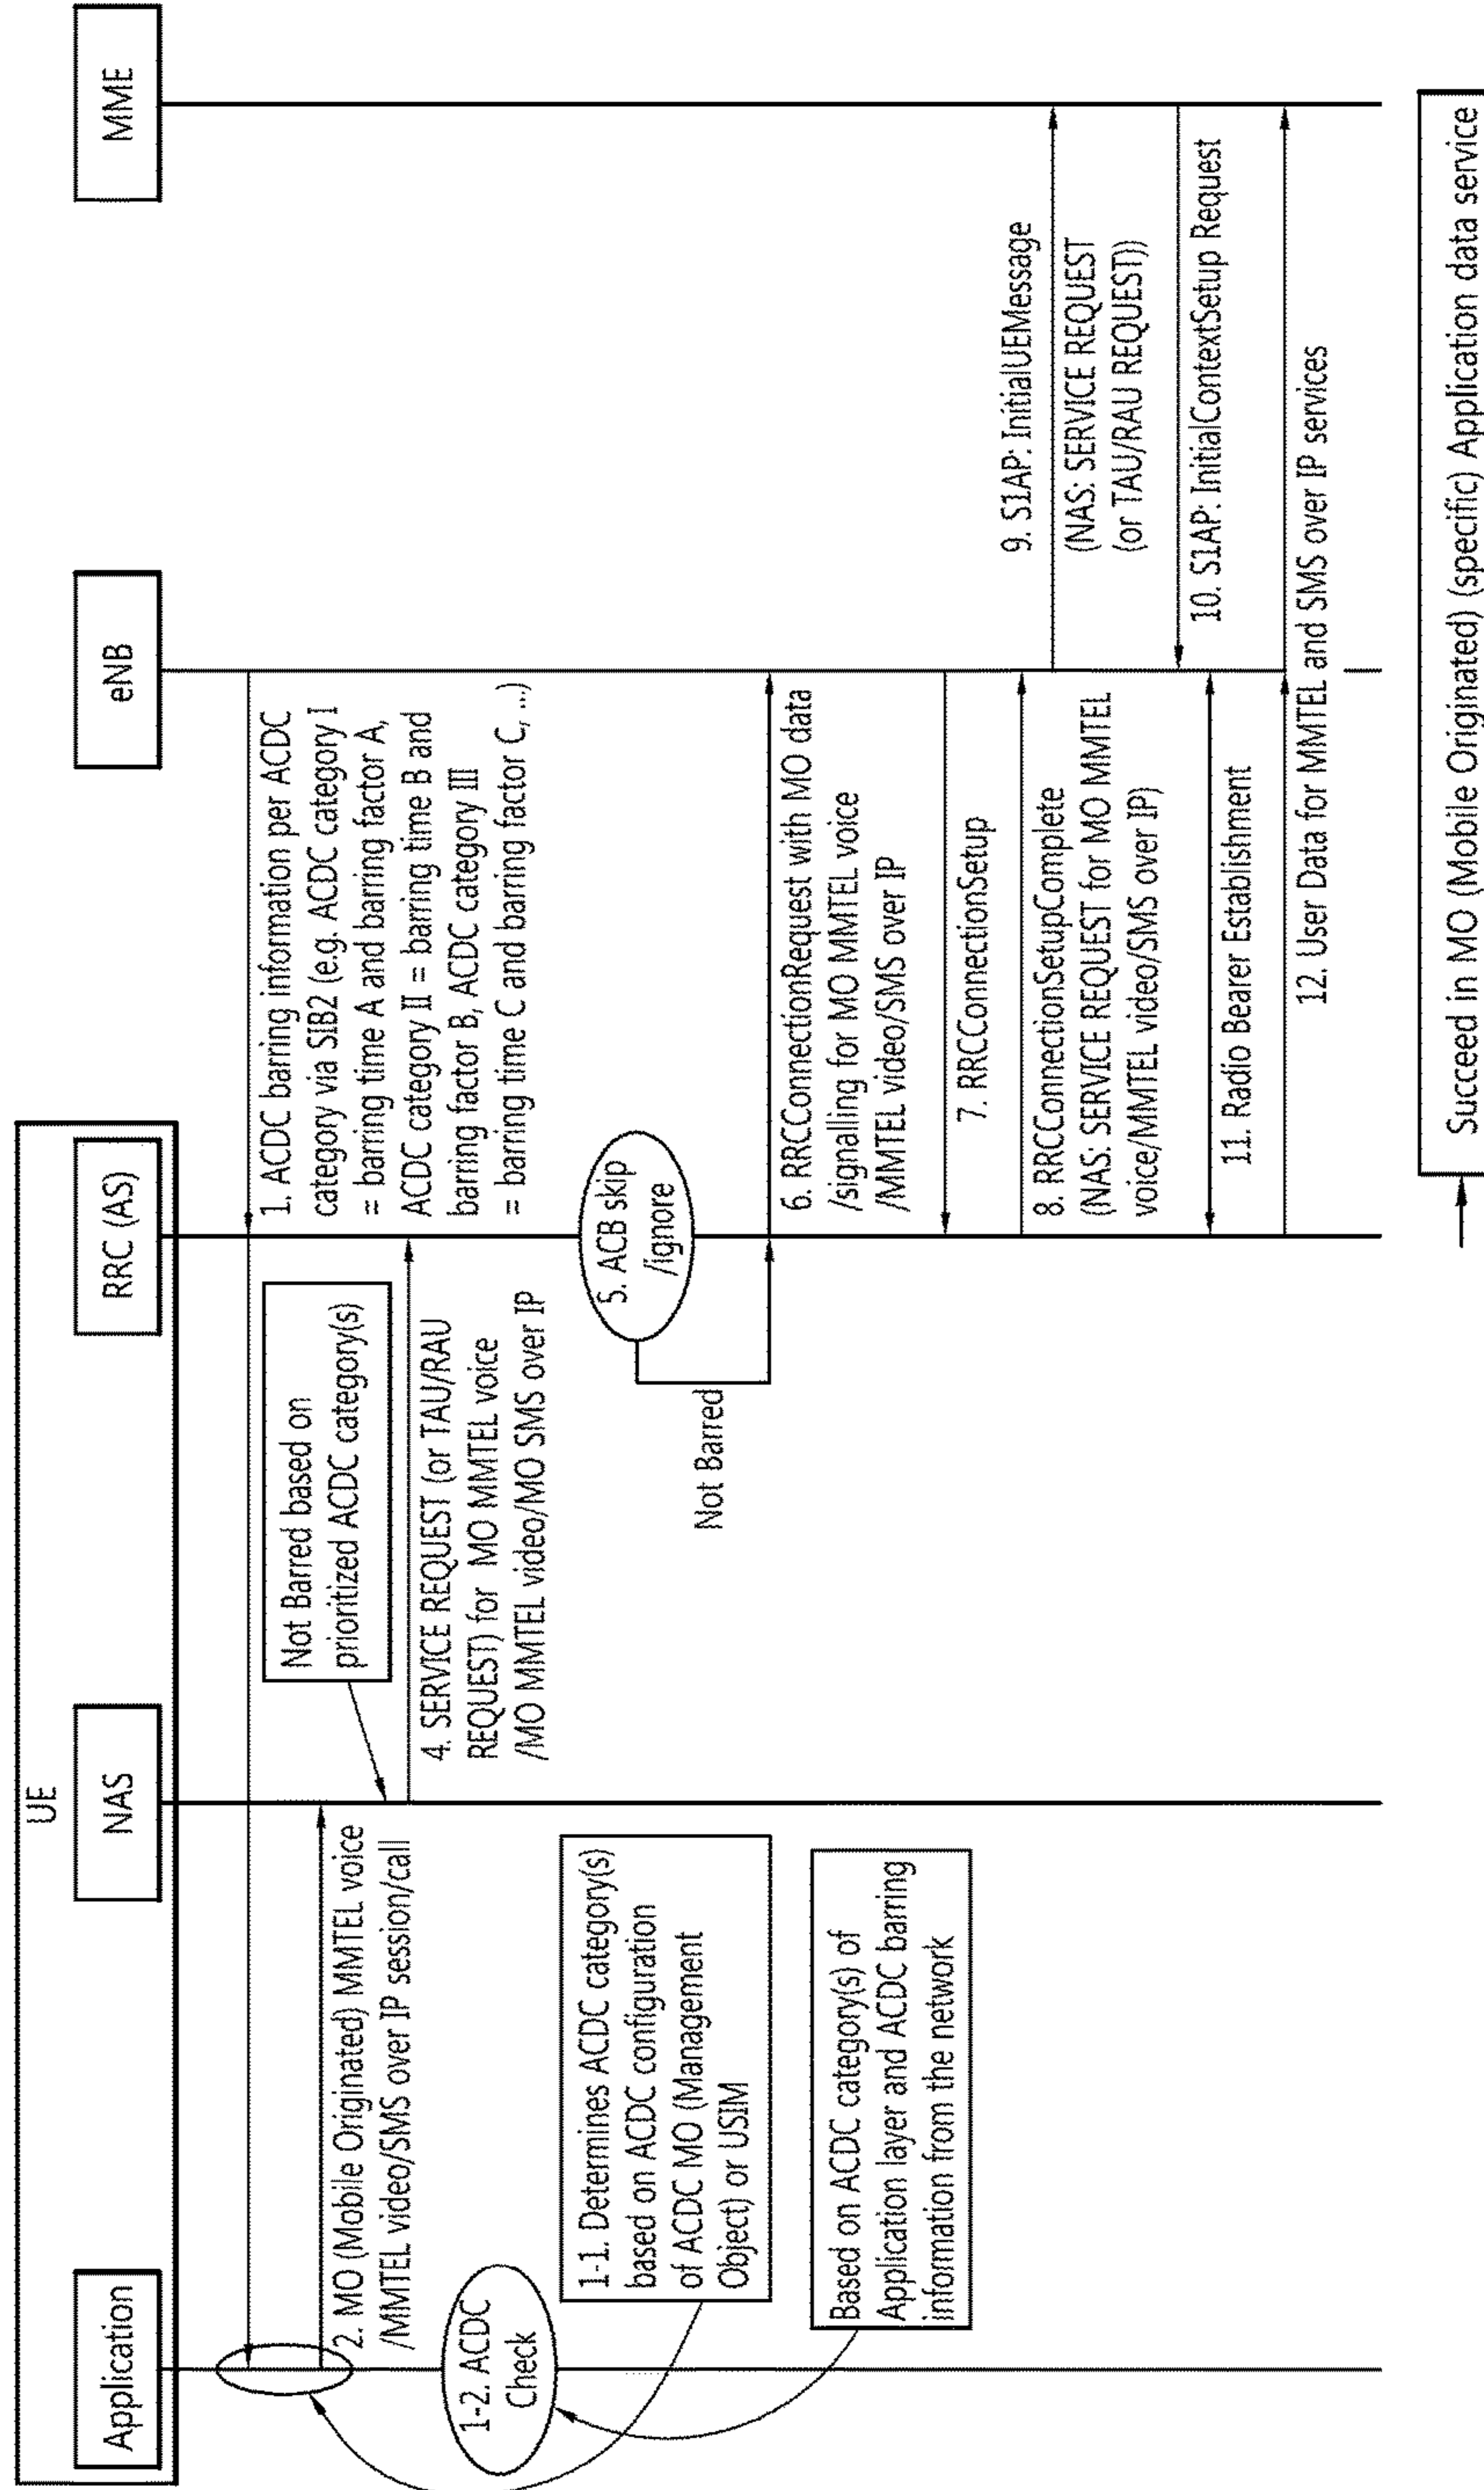 UE
Application
NAS
RRC (AS)
eNB
MME
1. ACDC barring information per ACDC
category via SIB2 (e.g. ACDC category I
= barring time A and barring factor A,
ACDC category II = barring time B and
barring factor B, ACDC category III
= barring time C and barring factor C, ...)
2. MO (Mobile Originated) MMTEL voice
/MMTEL video/SMS over IP session/call
Not Barred based on
prioritized ACDC category(s)
4. SERVICE REQUEST (or TAU/RAU
REQUEST) for MO MMTEL voice
/MO MMTEL video/MO SMS over IP
1-2. ACDC
Check
1-1. Determines ACDC category(s)
based on ACDC configuration
of ACDC MO (Management
Object) or USIM
Based on ACDC category(s) of
Application layer and ACDC barring
information from the network
5. ACB skip
/ignore
Not Barred
6. RRCConnectionRequest with MO data
/signalling for MO MMTEL voice
/MMTEL video/SMS over IP
7. RRCConnectionSetup
8. RRCConnectionSetupComplete
(NAS: SERVICE REQUEST for MO MMTEL
voice/MMTEL video/SMS over IP)
9. S1AP: InitialUEMessage
(NAS: SERVICE REQUEST
(or TAU/RAU REQUEST))
10. S1AP: InitialContextSetup Request
11. Radio Bearer Establishment
12. User Data for MMTEL and SMS over IP services
Succeed in MO (Mobile Originated) (specific) Application data service